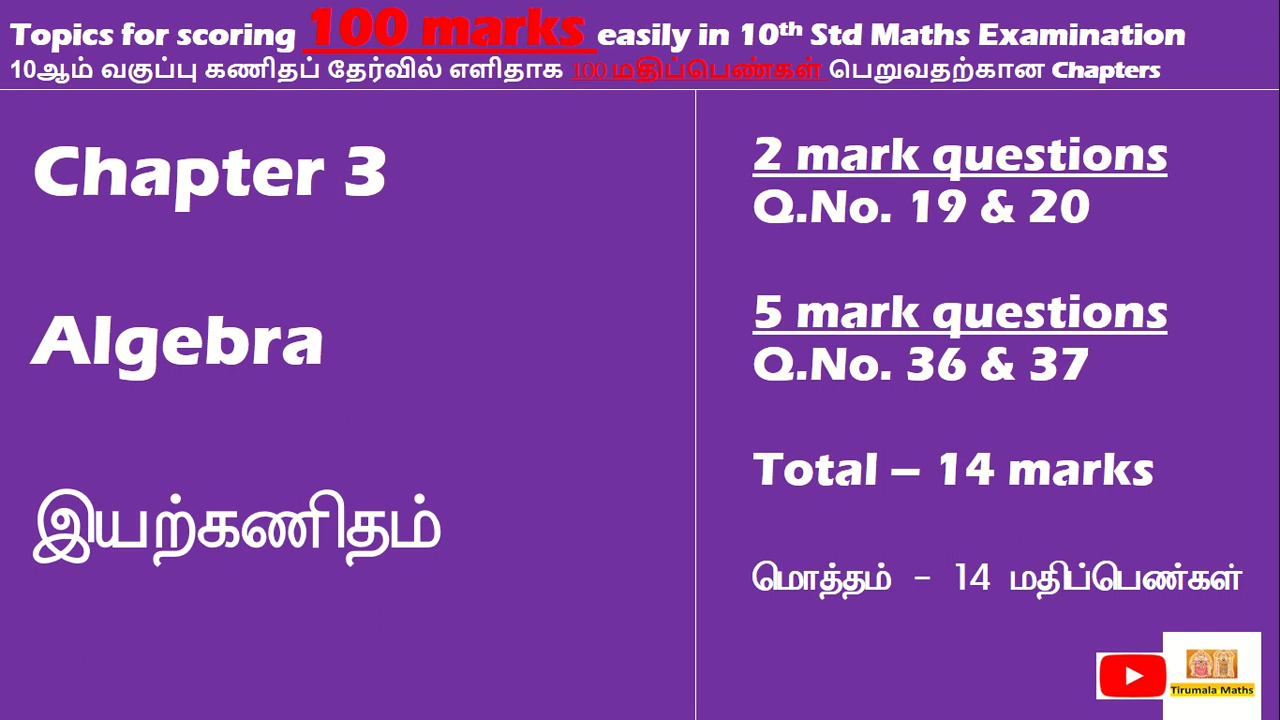 Topics for scoring 100 marks easily in 10th Std Maths Examination
10ஆம் வகுப்பு கணிதப் தேர்வில் எளிதாக 100 மதிப்பெண்கள் பெறுவதற்கான Chapters
Chapter 3
Algebra
இயற்கணிதம்
2 mark questions
Q.No. 19 & 20
5 mark questions
Q.No. 36 & 37
Total – 14 marks
மொத்தம் - 14 மதிப்பெண்கள்
Tirumala Maths